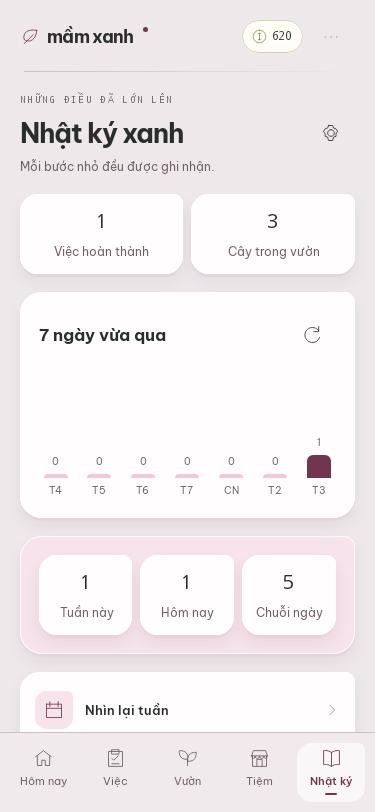 mầm xanh
620
NHỮNG ĐIỀU ĐÃ LỚN LÊN
Nhật ký xanh
Mỗi bước nhỏ đều được ghi nhận.
1
Việc hoàn thành
3
Cây trong vườn
7 ngày vừa qua
0 0 0 0 0 0 1
T4 T5 T6 T7 CN T2 T3
1
Tuần này
1
Hôm nay
5
Chuỗi ngày
Nhìn lại tuần
Hôm nay Việc Vườn Tiệm Nhật ký